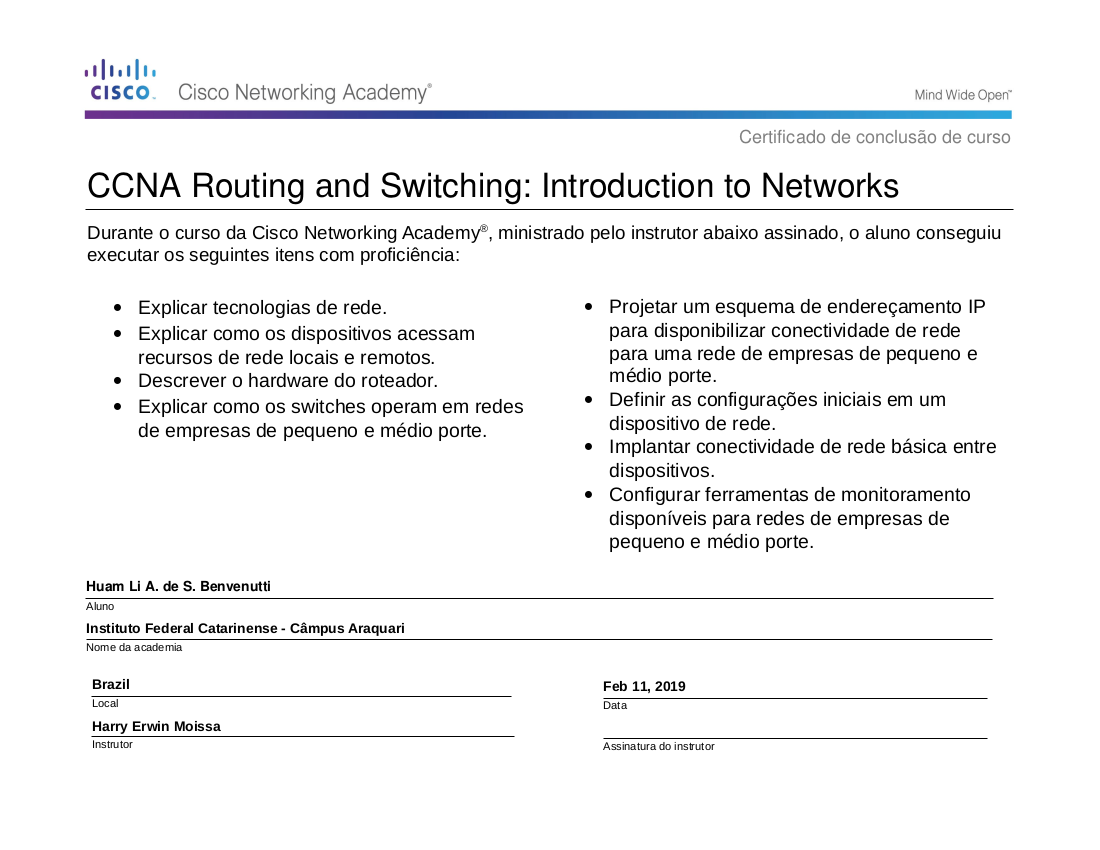 CISCO™ Cisco Networking Academy® Mind Wide Open™
Certificado de conclusão de curso
CCNA Routing and Switching: Introduction to Networks
Durante o curso da Cisco Networking Academy®, ministrado pelo instrutor abaixo assinado, o aluno conseguiu
executar os seguintes itens com proficiência:
• Explicar tecnologias de rede.
• Explicar como os dispositivos acessam
recursos de rede locais e remotos.
• Descrever o hardware do roteador.
• Explicar como os switches operam em redes
de empresas de pequeno e médio porte.
• Projetar um esquema de endereçamento IP
para disponibilizar conectividade de rede
para uma rede de empresas de pequeno e
médio porte.
• Definir as configurações iniciais em um
dispositivo de rede.
• Implantar conectividade de rede básica entre
dispositivos.
• Configurar ferramentas de monitoramento
disponíveis para redes de empresas de
pequeno e médio porte.
Huam Li A. de S. Benvenutti
Aluno
Instituto Federal Catarinense - Câmpus Araquari
Nome da academia
Brazil
Local
Feb 11, 2019
Data
Harry Erwin Moissa
Instrutor
Assinatura do instrutor